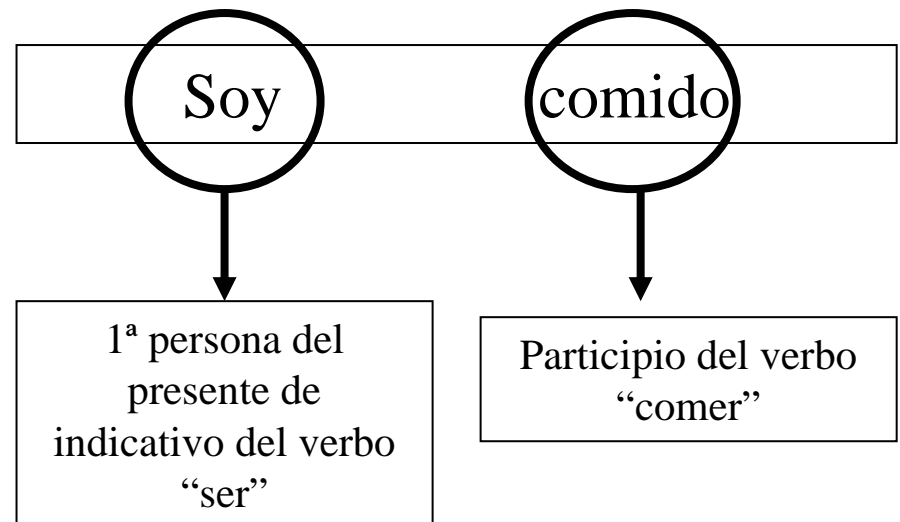 Soy comido
1ª persona del
presente de
indicativo del verbo
“ser”
Participio del verbo
“comer”